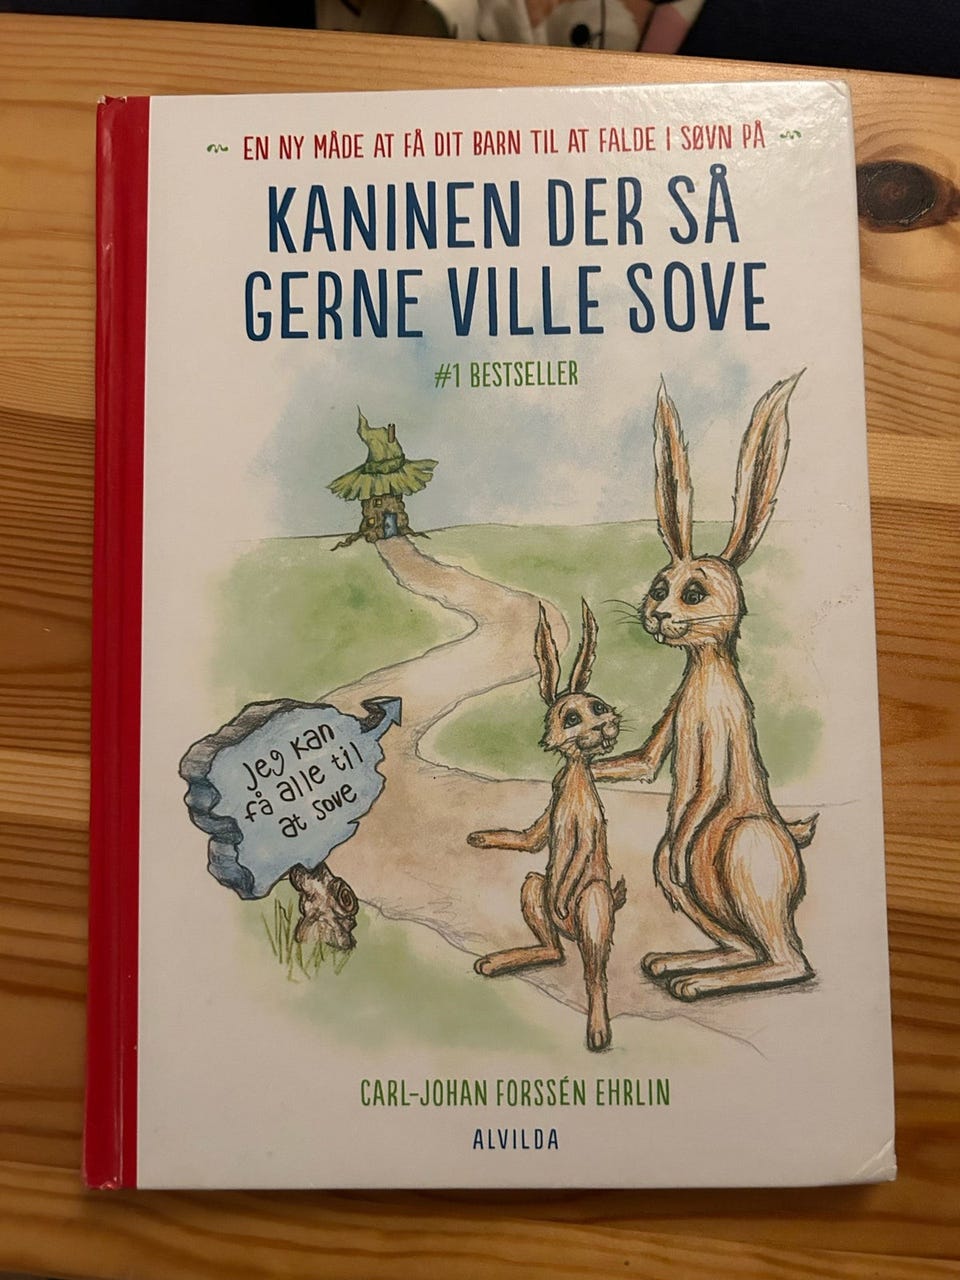 EN NY MÅDE AT FÅ DIT BARN TIL AT FALDE I SØVN PÅ
KANINEN DER SÅ
GERNE VILLE SOVE
#1 BESTSELLER
Jeg kan
få alle til
at sove
CARL-JOHAN FORSSÉN EHRLIN
ALVILDA